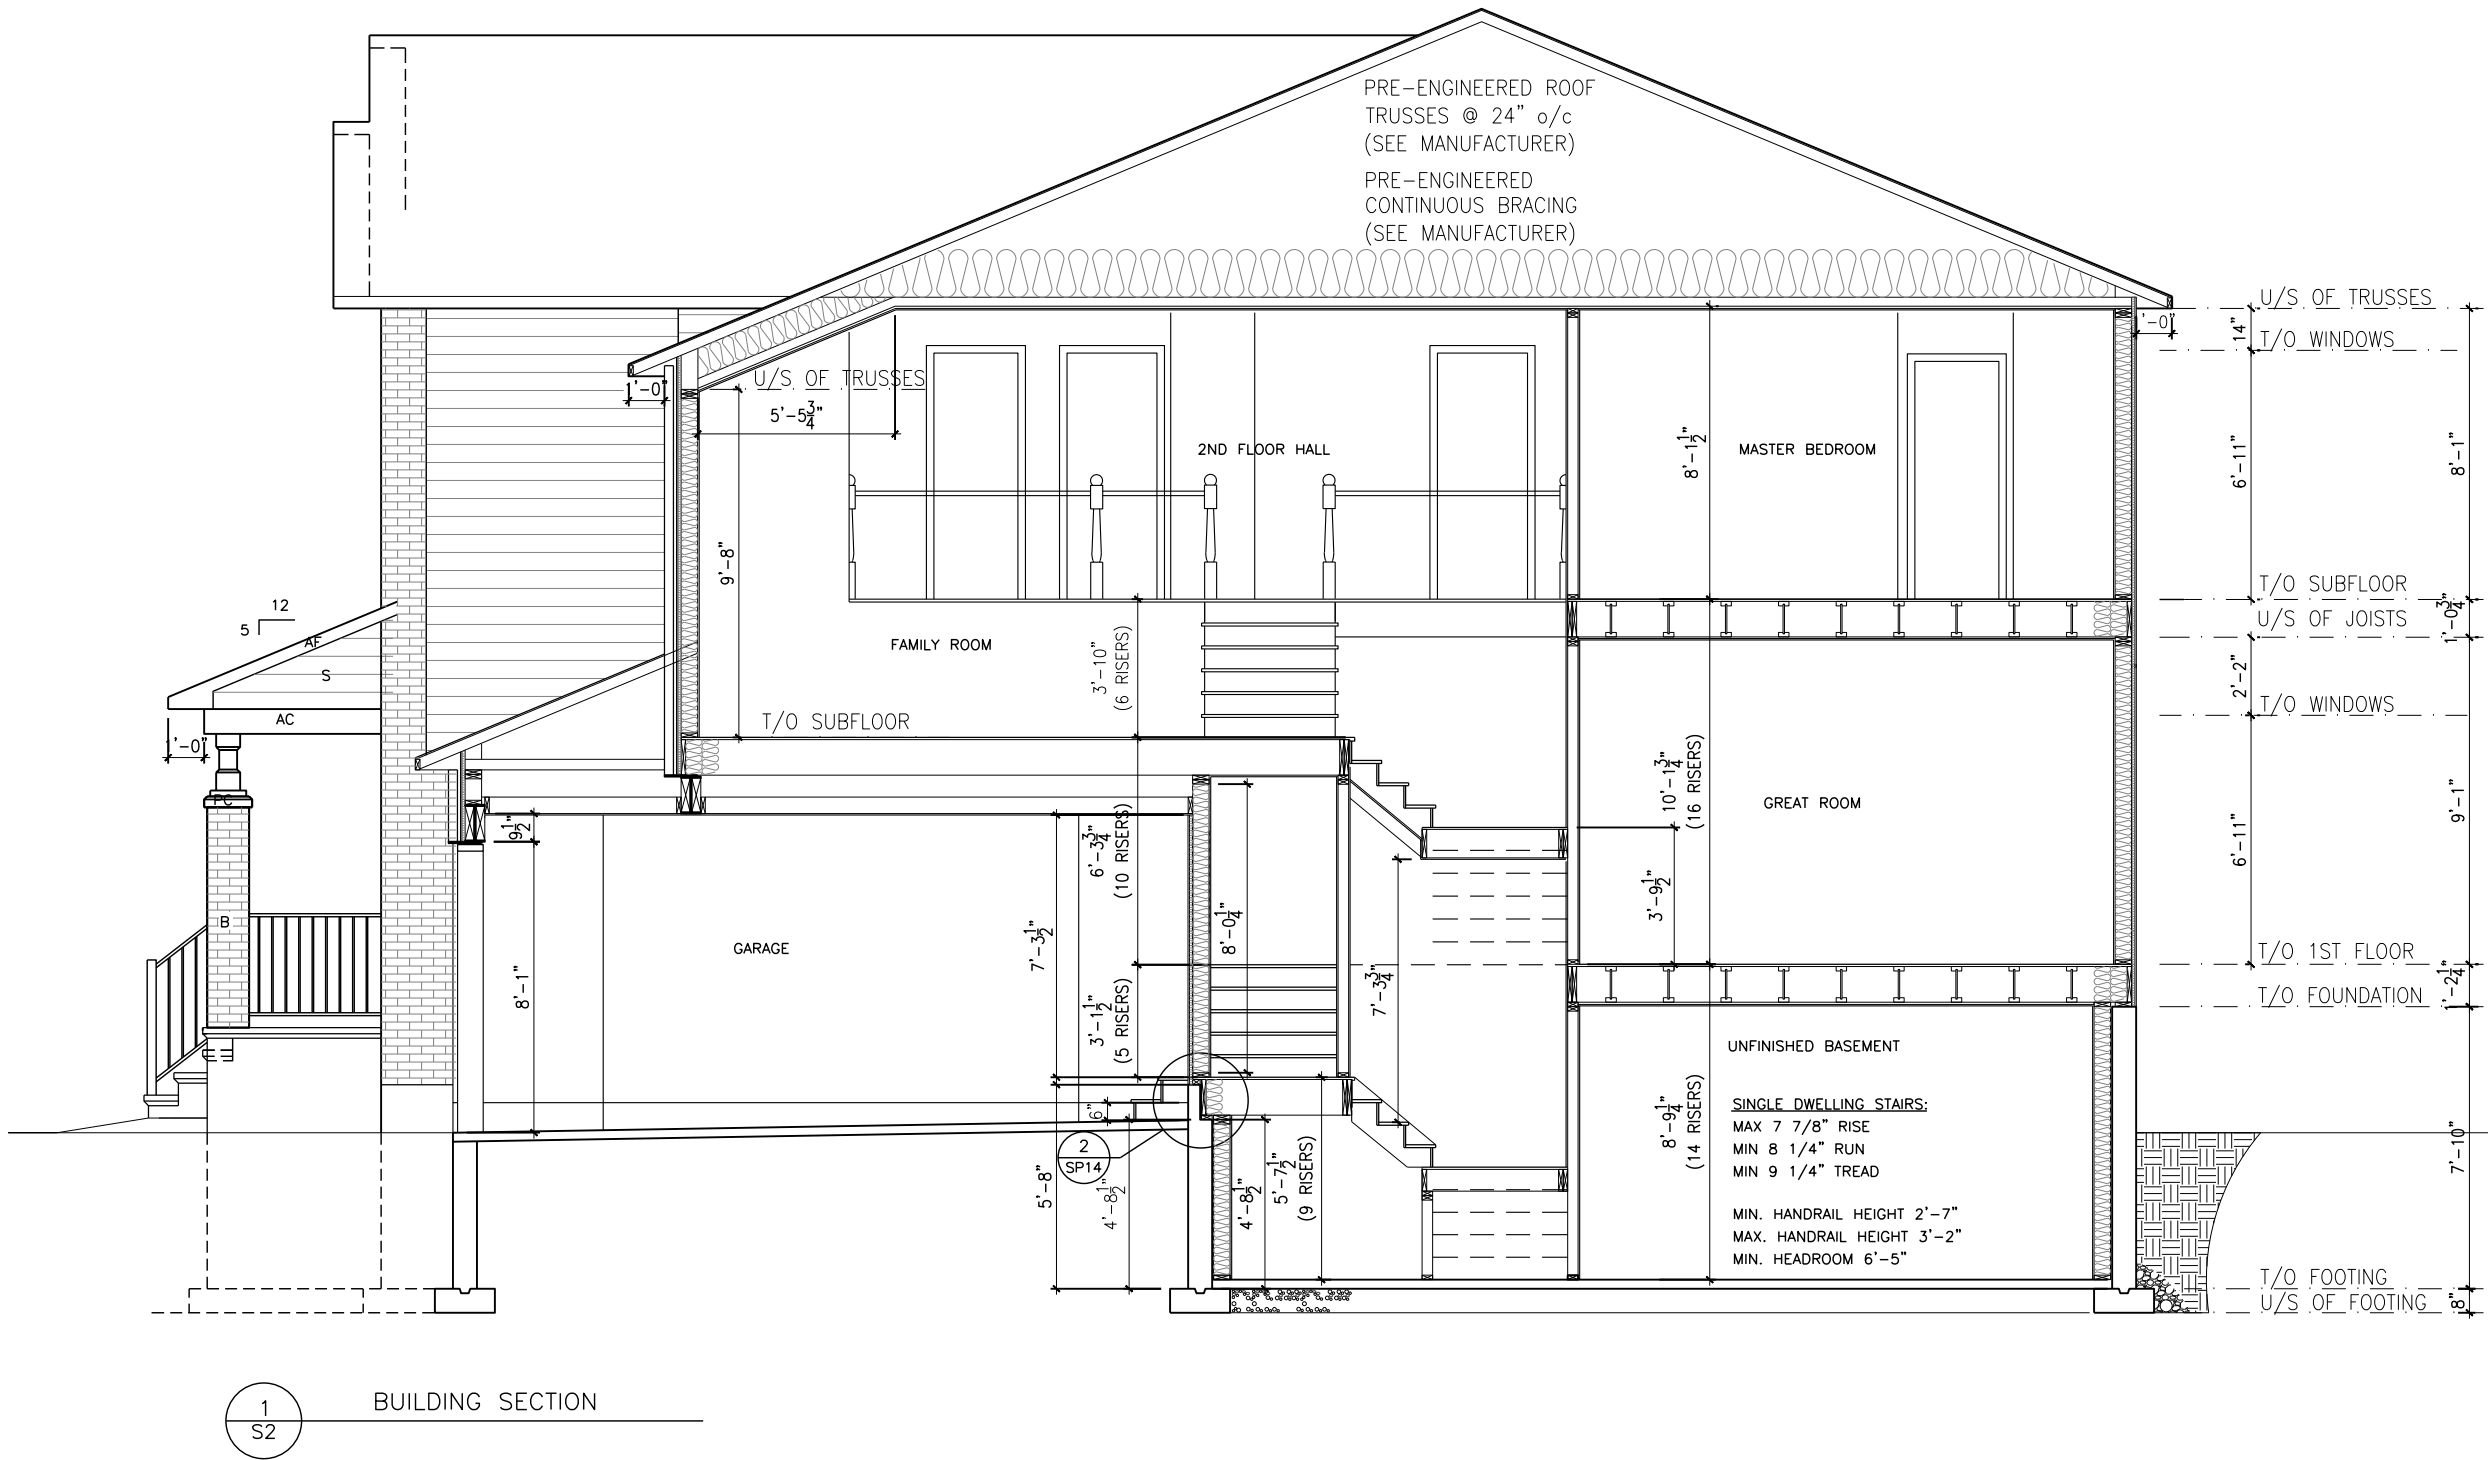 PRE-ENGINEERED ROOF
TRUSSES @ 24" o/c
(SEE MANUFACTURER)
PRE-ENGINEERED
CONTINUOUS BRACING
(SEE MANUFACTURER)
U/S OF TRUSSES
T/O WINDOWS
1'-0"
14"
6'-11"
8'-1"
U/S OF TRUSSES
1'-0"
5'-5 3/4"
9'-8"
2ND FLOOR HALL
8'-1 1/2"
MASTER BEDROOM
T/O SUBFLOOR
U/S OF JOISTS
1'-0 3/4"
12
5
AF
S
AC
1'-0"
PC
B
FAMILY ROOM
3'-10"
(6 RISERS)
T/O SUBFLOOR
2'-2"
T/O WINDOWS
10'-1 3/4"
(16 RISERS)
GREAT ROOM
9'-1"
6'-11"
9 1/2"
8'-1"
GARAGE
7'-3 1/2"
6'-3 3/4"
(10 RISERS)
3'-1 1/2"
(5 RISERS)
8'-0 1/4"
7'-3 3/4"
3'-9 1/2"
T/O 1ST FLOOR
T/O FOUNDATION
1'-2 1/4"
UNFINISHED BASEMENT
SINGLE DWELLING STAIRS:
MAX 7 7/8" RISE
MIN 8 1/4" RUN
MIN 9 1/4" TREAD
MIN. HANDRAIL HEIGHT 2'-7"
MAX. HANDRAIL HEIGHT 3'-2"
MIN. HEADROOM 6'-5"
8'-9 1/4"
(14 RISERS)
6"
2
SP14
5'-8"
4'-8 1/2"
4'-8 1/2"
5'-7 1/2"
(9 RISERS)
7'-10"
T/O FOOTING
U/S OF FOOTING
8"
1
S2
BUILDING SECTION